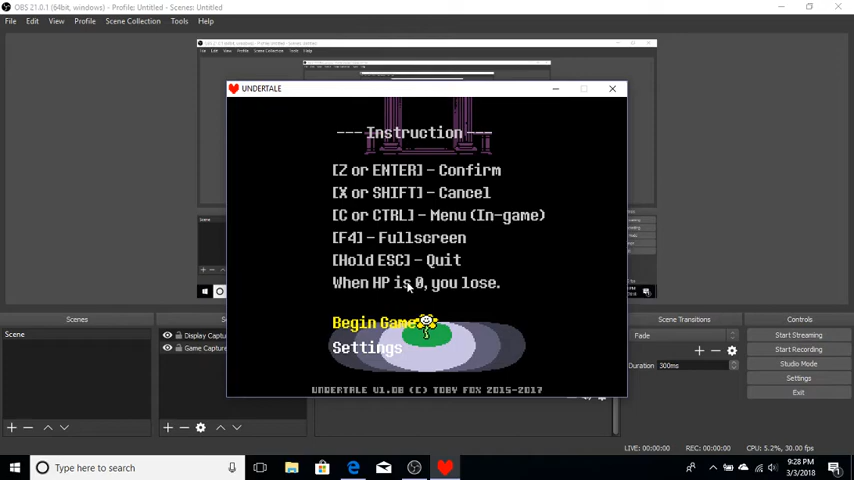 OBS 21.0.1 (64bit, windows) - Profile: Untitled - Scenes: Untitled
File Edit View Profile Scene Collection Tools Help
UNDERTALE
--- Instruction ---
[Z or ENTER] - Confirm
[X or SHIFT] - Cancel
[C or CTRL] - Menu (In-game)
[F4] - Fullscreen
[Hold ESC] - Quit
When HP is 0, you lose.
Begin Game
Settings
UNDERTALE V1.08 (C) TOBY FOX 2015-2017
Scenes
Sources
Scene Transitions
Controls
Scene
Display Captu
Game Capture
Fade
Duration 300ms
Start Streaming
Start Recording
Studio Mode
Settings
Exit
LIVE: 00:00:00 REC: 00:00:00 CPU: 5.2%, 30.00 fps
Type here to search
9:28 PM
3/3/2018